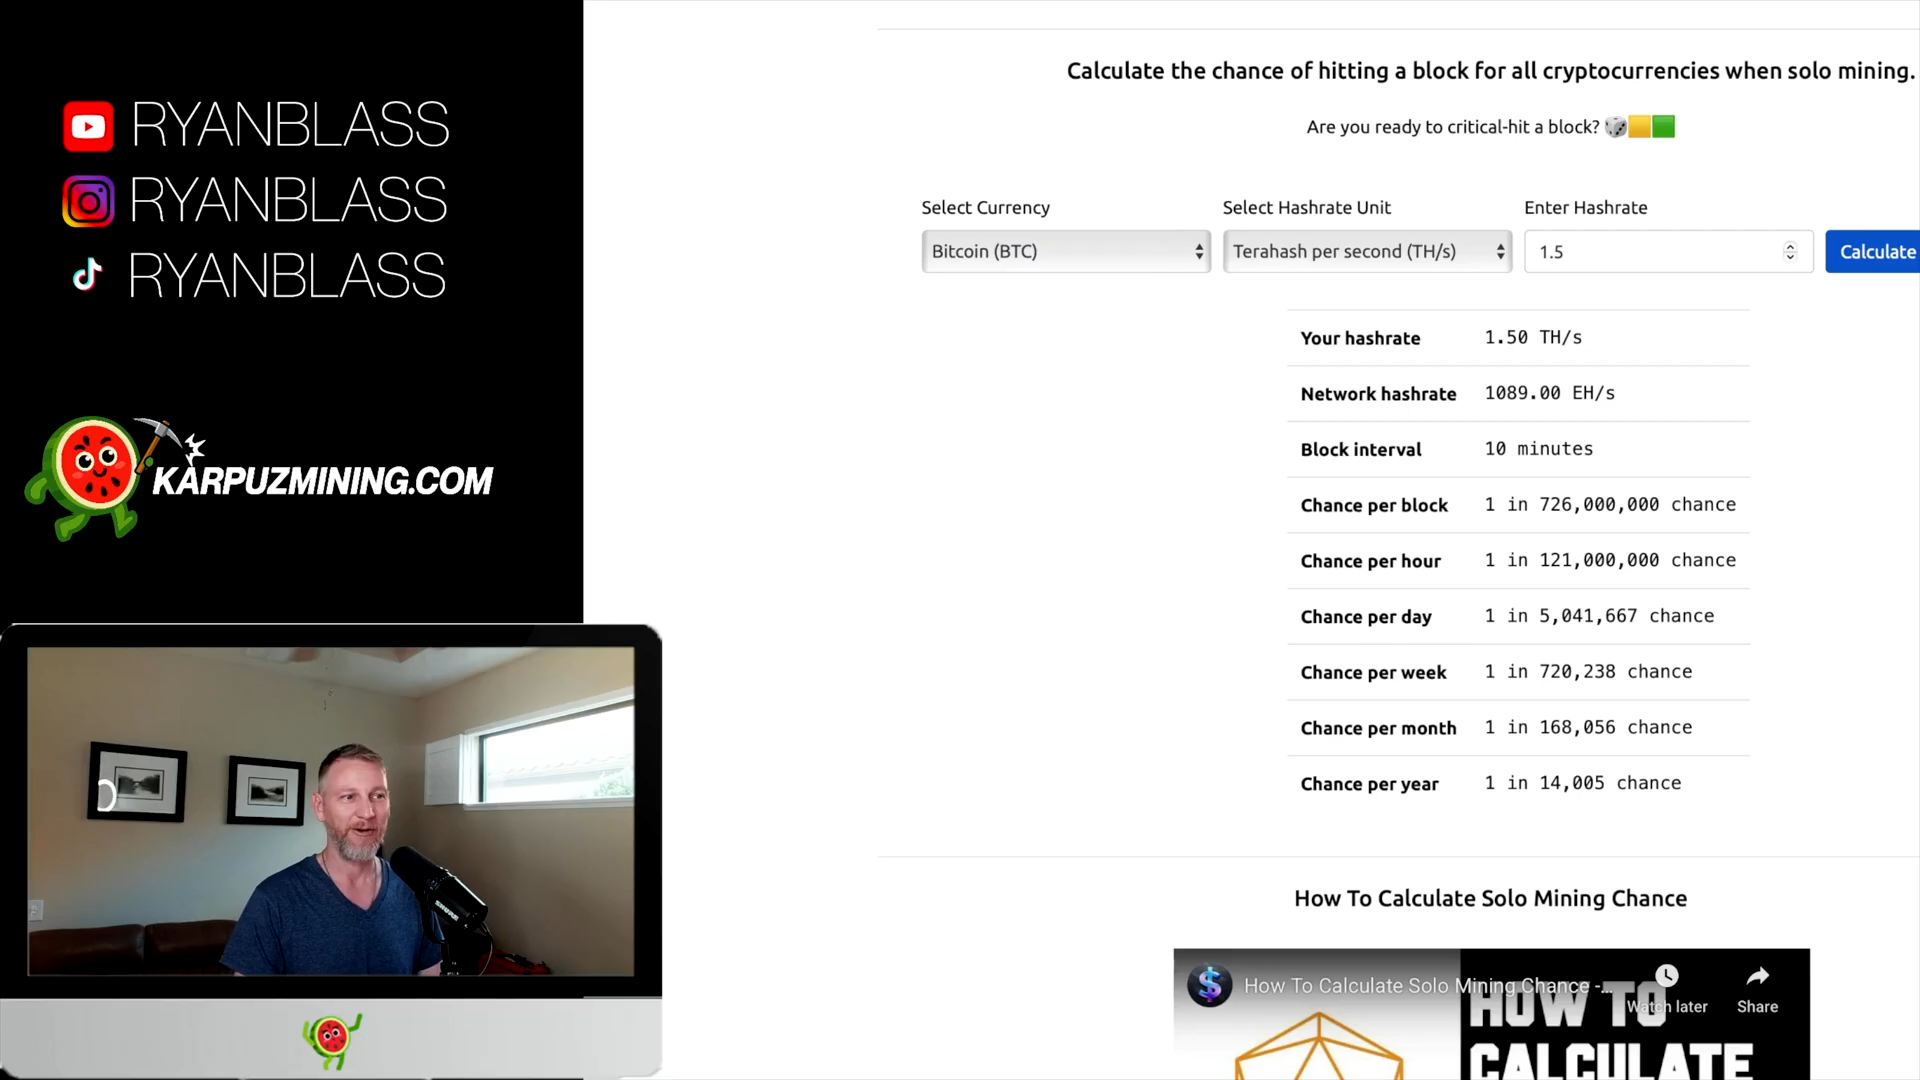 RYANBLASS
RYANBLASS
RYANBLASS
KARPUZMINING.COM
SHURE
Calculate the chance of hitting a block for all cryptocurrencies when solo mining.
Are you ready to critical-hit a block?
Select Currency
Select Hashrate Unit
Enter Hashrate
Bitcoin (BTC)
Terahash per second (TH/s)
1.5
Calculate
Your hashrate 1.50 TH/s
Network hashrate 1089.00 EH/s
Block interval 10 minutes
Chance per block 1 in 726,000,000 chance
Chance per hour 1 in 121,000,000 chance
Chance per day 1 in 5,041,667 chance
Chance per week 1 in 720,238 chance
Chance per month 1 in 168,056 chance
Chance per year 1 in 14,005 chance
How To Calculate Solo Mining Chance
How To Calculate Solo Mining Chance -...
Watch later
Share
HOW TO
CALCULATE